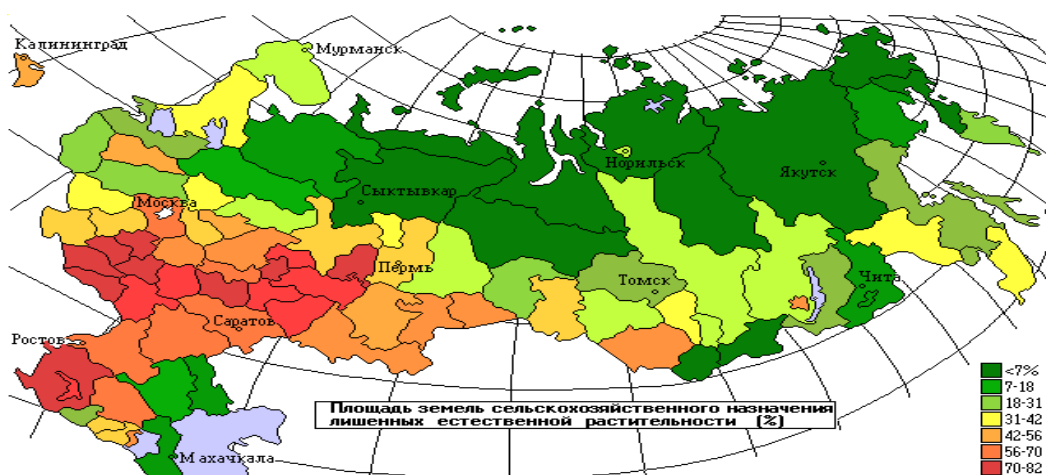 Калининград
Мурманск
Норильск
Якутск
Сыктывкар
Москва
Пермь
Томск
Чита
Саратов
Ростов
Махачкала
Площадь земель сельскохозяйственного назначения
лишенных естественной растительности (%)
<7%
7-18
18-31
31-42
42-56
56-70
70-82